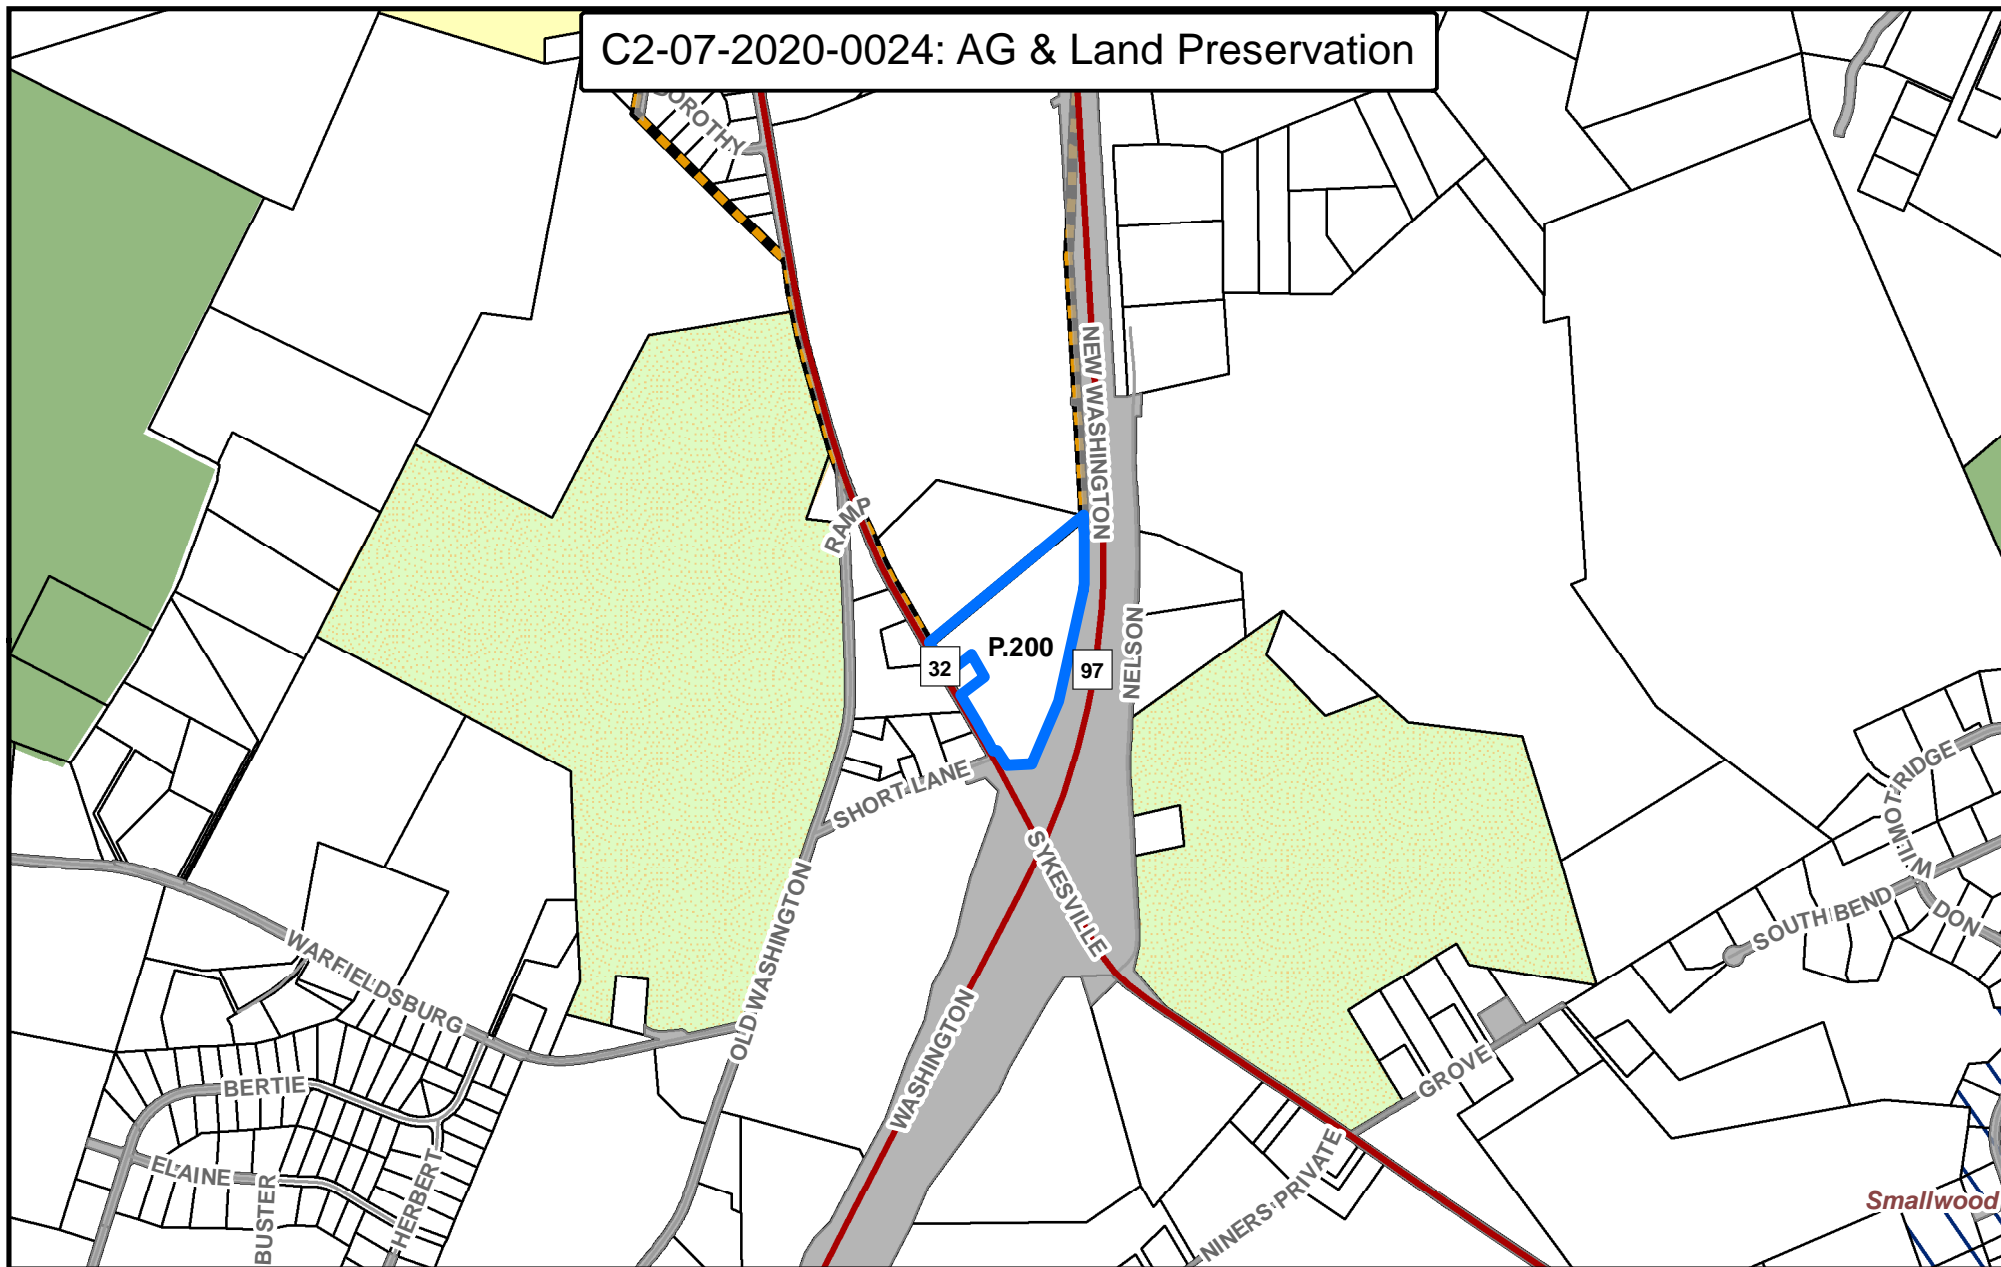 C2-07-2020-0024: AG & Land Preservation
DOROTHY
NEW WASHINGTON
RAMP
P.200
32
97
NELSON
SHORT LANE
SYKESVILLE
WILMOT RIDGE
OLD WASHINGTON
SOUTH BEND
DON
WARFIELDSBURG
WASHINGTON
GROVE
BERTIE
ELAINE
BUSTER
HERBERT
NINERS PRIVATE
Smallwood